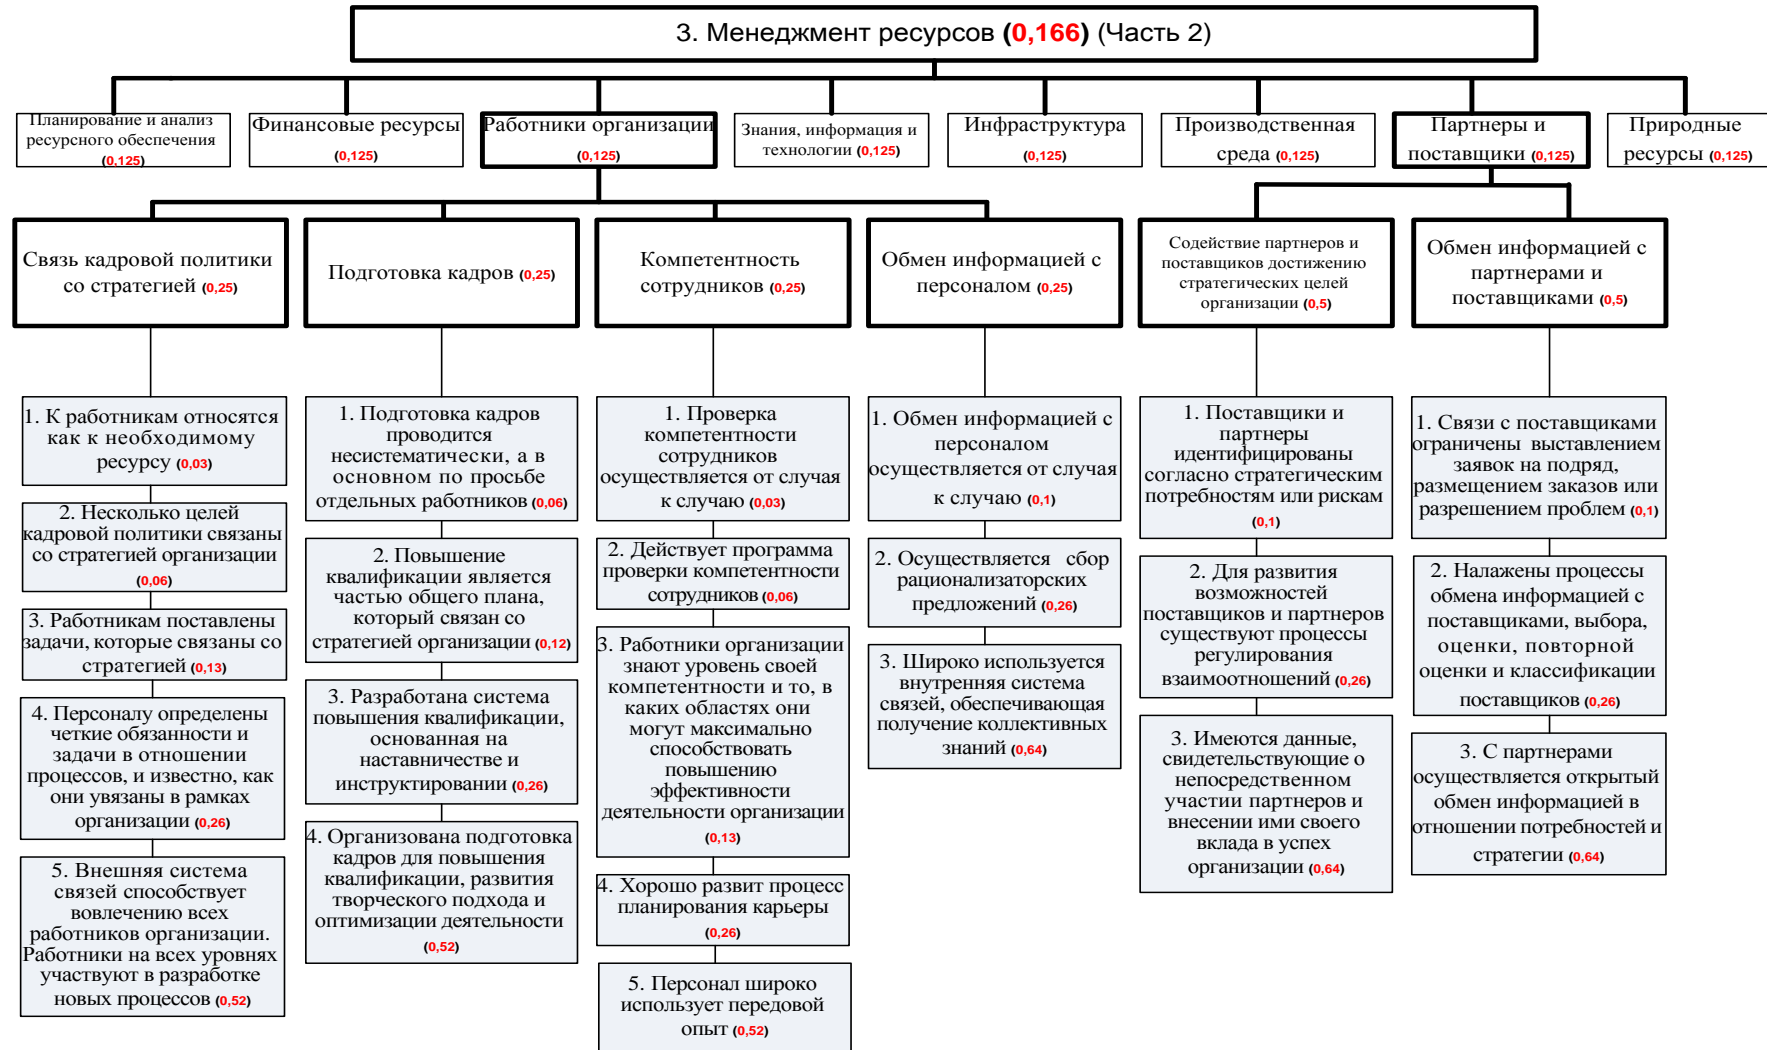 3. Менеджмент ресурсов (0,166) (Часть 2)
Планирование и анализ
ресурсного обеспечения
(0,125)
Финансовые ресурсы
(0,125)
Работники организации
(0,125)
Знания, информация и
технологии (0,125)
Инфраструктура
(0,125)
Производственная
среда (0,125)
Партнеры и
поставщики (0,125)
Природные
ресурсы (0,125)
Связь кадровой политики
со стратегией (0,25)
Подготовка кадров (0,25)
Компетентность
сотрудников (0,25)
Обмен информацией с
персоналом (0,25)
Содействие партнеров и
поставщиков достижению
стратегических целей
организации (0,5)
Обмен информацией с
партнерами и
поставщиками (0,5)
1. К работникам относятся
как к необходимому
ресурсу (0,03)
2. Несколько целей
кадровой политики связаны
со стратегией организации
(0,06)
3. Работникам поставлены
задачи, которые связаны со
стратегией (0,13)
4. Персоналу определены
четкие обязанности и
задачи в отношении
процессов, и известно, как
они увязаны в рамках
организации (0,26)
5. Внешняя система
связей способствует
вовлечению всех
работников организации.
Работники на всех уровнях
участвуют в разработке
новых процессов (0,52)
1. Подготовка кадров
проводится
несистематически, а в
основном по просьбе
отдельных работников (0,06)
2. Повышение
квалификации является
частью общего плана,
который связан со
стратегией организации (0,12)
3. Разработана система
повышения квалификации,
основанная на
наставничестве и
инструктировании (0,26)
4. Организована подготовка
кадров для повышения
квалификации, развития
творческого подхода и
оптимизации деятельности
(0,52)
1. Проверка
компетентности
сотрудников
осуществляется от случая
к случаю (0,03)
2. Действует программа
проверки компетентности
сотрудников (0,06)
3. Работники организации
знают уровень своей
компетентности и то, в
каких областях они
могут максимально
способствовать
повышению
эффективности
деятельности организации
(0,13)
4. Хорошо развит процесс
планирования карьеры
(0,26)
5. Персонал широко
использует передовой
опыт (0,52)
1. Обмен информацией с
персоналом
осуществляется от случая
к случаю (0,1)
2. Осуществляется сбор
рационализаторских
предложений (0,26)
3. Широко используется
внутренняя система
связей, обеспечивающая
получение коллективных
знаний (0,64)
1. Поставщики и
партнеры
идентифицированы
согласно стратегическим
потребностям или рискам
(0,1)
2. Для развития
возможностей
поставщиков и партнеров
существуют процессы
регулирования
взаимоотношений (0,26)
3. Имеются данные,
свидетельствующие о
непосредственном
участии партнеров и
внесении ими своего
вклада в успех
организации (0,64)
1. Связи с поставщиками
ограничены выставлением
заявок на подряд,
размещением заказов или
разрешением проблем (0,1)
2. Налажены процессы
обмена информацией с
поставщиками, выбора,
оценки, повторной
оценки и классификации
поставщиков (0,26)
3. С партнерами
осуществляется открытый
обмен информацией в
отношении потребностей и
стратегии (0,64)